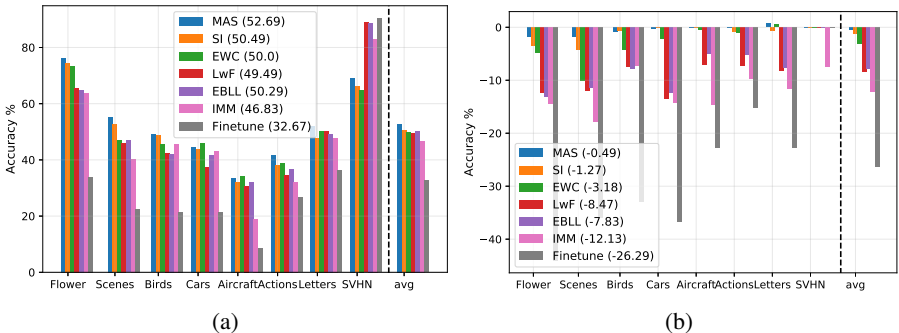 MAS (52.69)
SI (50.49)
EWC (50.0)
LwF (49.49)
EBLL (50.29)
IMM (46.83)
Finetune (32.67)
Accuracy %
80
60
40
20
0
Flower Scenes Birds Cars Aircraft Actions Letters SVHN avg
(a)
Accuracy %
0
−10
−20
−30
−40
MAS (-0.49)
SI (-1.27)
EWC (-3.18)
LwF (-8.47)
EBLL (-7.83)
IMM (-12.13)
Finetune (-26.29)
Flower Scenes Birds Cars Aircraft Actions Letters SVHN avg
(b)